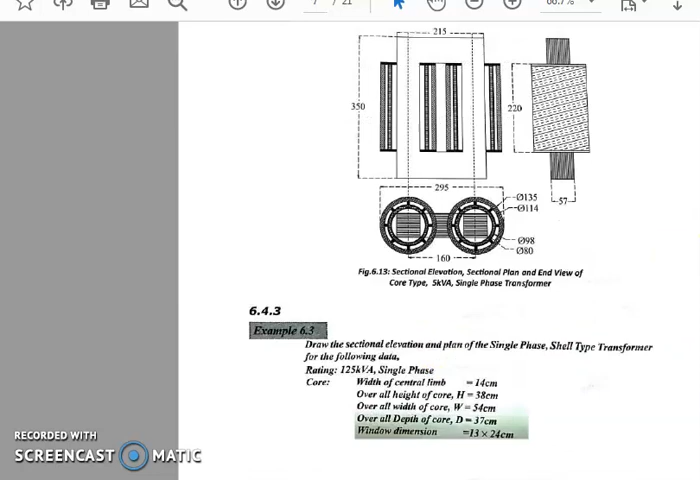 7 / 21
66.7%
215
350
220
295
Ø135
Ø114
57
Ø98
Ø80
160
Fig.6.13: Sectional Elevation, Sectional Plan and End View of
Core Type, 5kVA, Single Phase Transformer
6.4.3
Example 6.3
Draw the sectional elevation and plan of the Single Phase, Shell Type Transformer
for the following data,
Rating: 125kVA, Single Phase
Core: Width of central limb = 14cm
Over all height of core, H = 38cm
Over all width of core, W = 54cm
Over all Depth of core, D = 37cm
Window dimension =13 × 24cm
RECORDED WITH
SCREENCAST MATIC